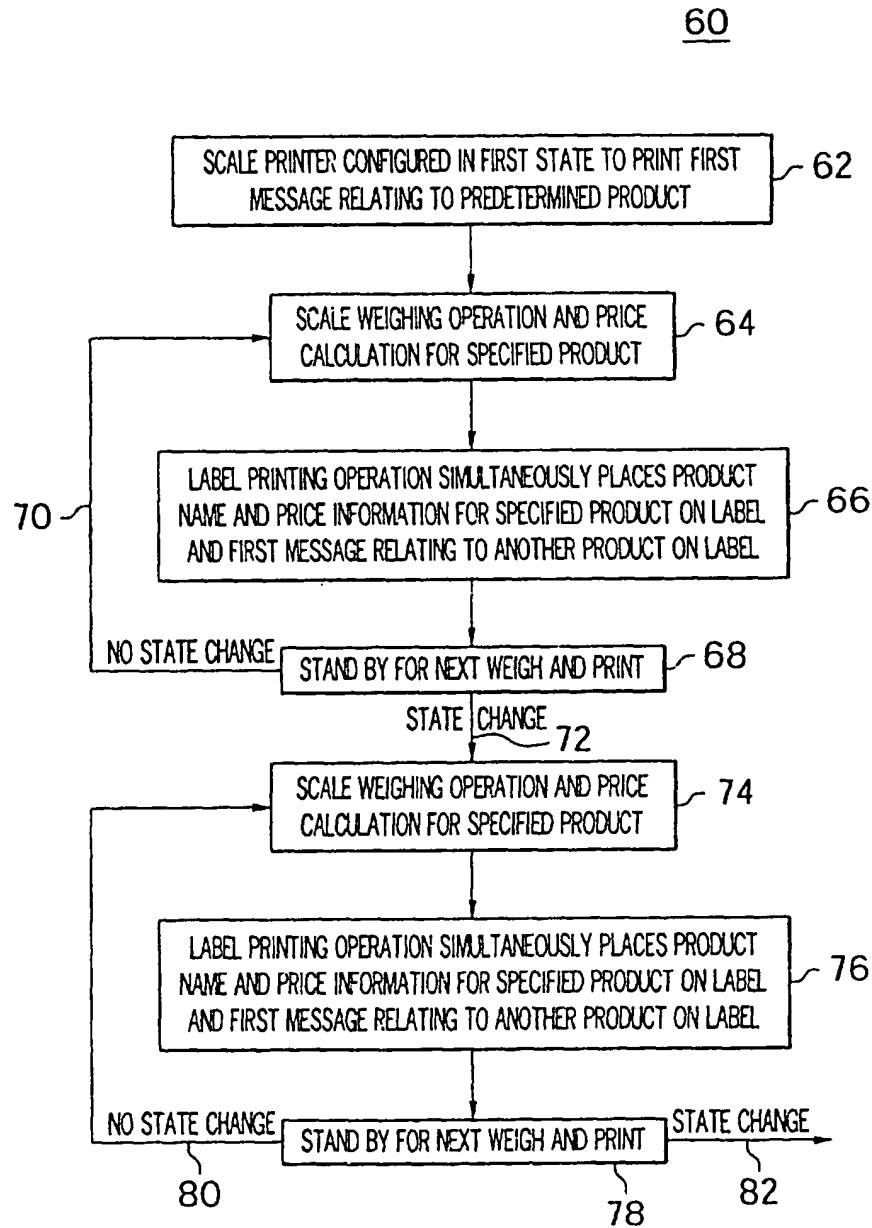 60
SCALE PRINTER CONFIGURED IN FIRST STATE TO PRINT FIRST
MESSAGE RELATING TO PREDETERMINED PRODUCT
62
SCALE WEIGHING OPERATION AND PRICE
CALCULATION FOR SPECIFIED PRODUCT
64
LABEL PRINTING OPERATION SIMULTANEOUSLY PLACES PRODUCT
NAME AND PRICE INFORMATION FOR SPECIFIED PRODUCT ON LABEL
AND FIRST MESSAGE RELATING TO ANOTHER PRODUCT ON LABEL
66
70
NO STATE CHANGE
STAND BY FOR NEXT WEIGH AND PRINT
68
STATE CHANGE
72
SCALE WEIGHING OPERATION AND PRICE
CALCULATION FOR SPECIFIED PRODUCT
74
LABEL PRINTING OPERATION SIMULTANEOUSLY PLACES PRODUCT
NAME AND PRICE INFORMATION FOR SPECIFIED PRODUCT ON LABEL
AND FIRST MESSAGE RELATING TO ANOTHER PRODUCT ON LABEL
76
NO STATE CHANGE
STAND BY FOR NEXT WEIGH AND PRINT
STATE CHANGE
80
78
82